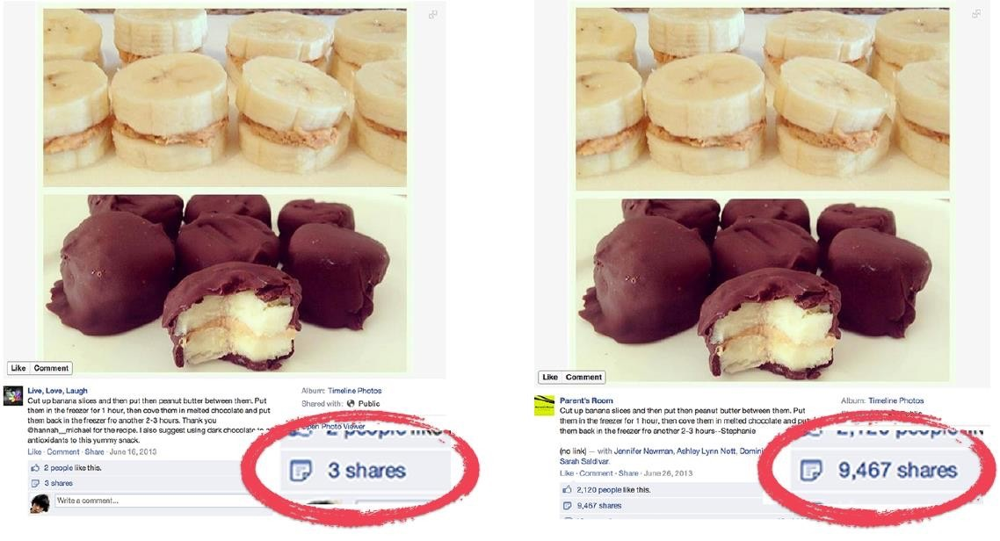 Like Comment
Live, Love, Laugh
Cut up banana slices and then put then peanut butter between them. Put
them in the freezer for 1 hour, then cove them in melted chocolate and put
them back in the freezer fro another 2-3 hours. Thank you
@hannah__michael for the recipe. I also suggest using dark chocolate to
antioxidants to this yummy snack.
Like · Comment · Share · June 16, 2013
2 people like this.
3 shares
Write a comment...
Album: Timeline Photos
Shared with: Public
Open Photo Viewer
2 people like
3 shares
Like Comment
Parent's Room
Cut up banana slices and then put then peanut butter between them. Put
them in the freezer for 1 hour, then cove them in melted chocolate and put
them back in the freezer fro another 2-3 hours--Stephanie
(no link) — with Jennifer Newman, Ashley Lynn Nott,
Sarah Saldivar.
Like · Comment · Share · June 26, 2013
2,120 people like this.
9,467 shares
Album: Timeline Photos
Public
2,120 people
9,467 shares